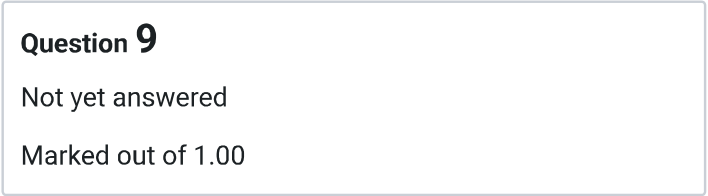 Question 9
Not yet answered
Marked out of 1.00